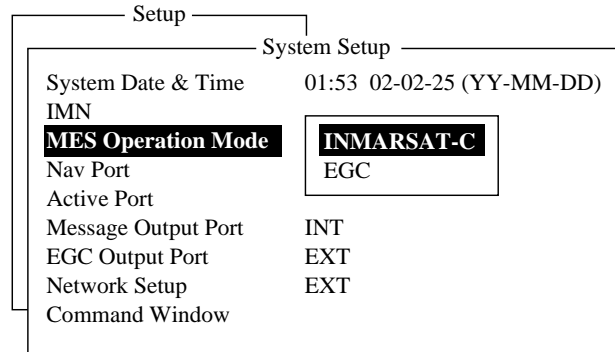 Setup
System Setup
System Date & Time 01:53 02-02-25 (YY-MM-DD)
IMN
MES Operation Mode INMARSAT-C
Nav Port EGC
Active Port
Message Output Port INT
EGC Output Port EXT
Network Setup EXT
Command Window